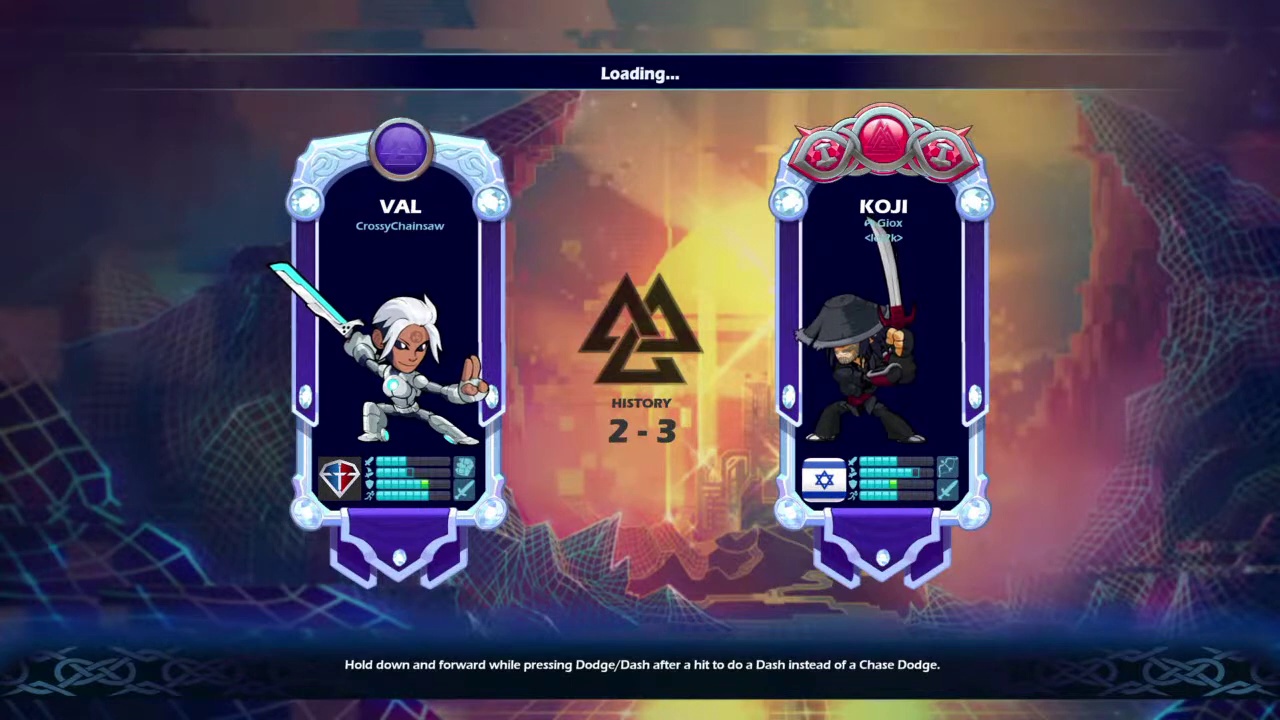 Loading...
VAL
CrossyChainsaw
KOJI
Giox
HISTORY
2 - 3
Hold down and forward while pressing Dodge/Dash after a hit to do a Dash instead of a Chase Dodge.